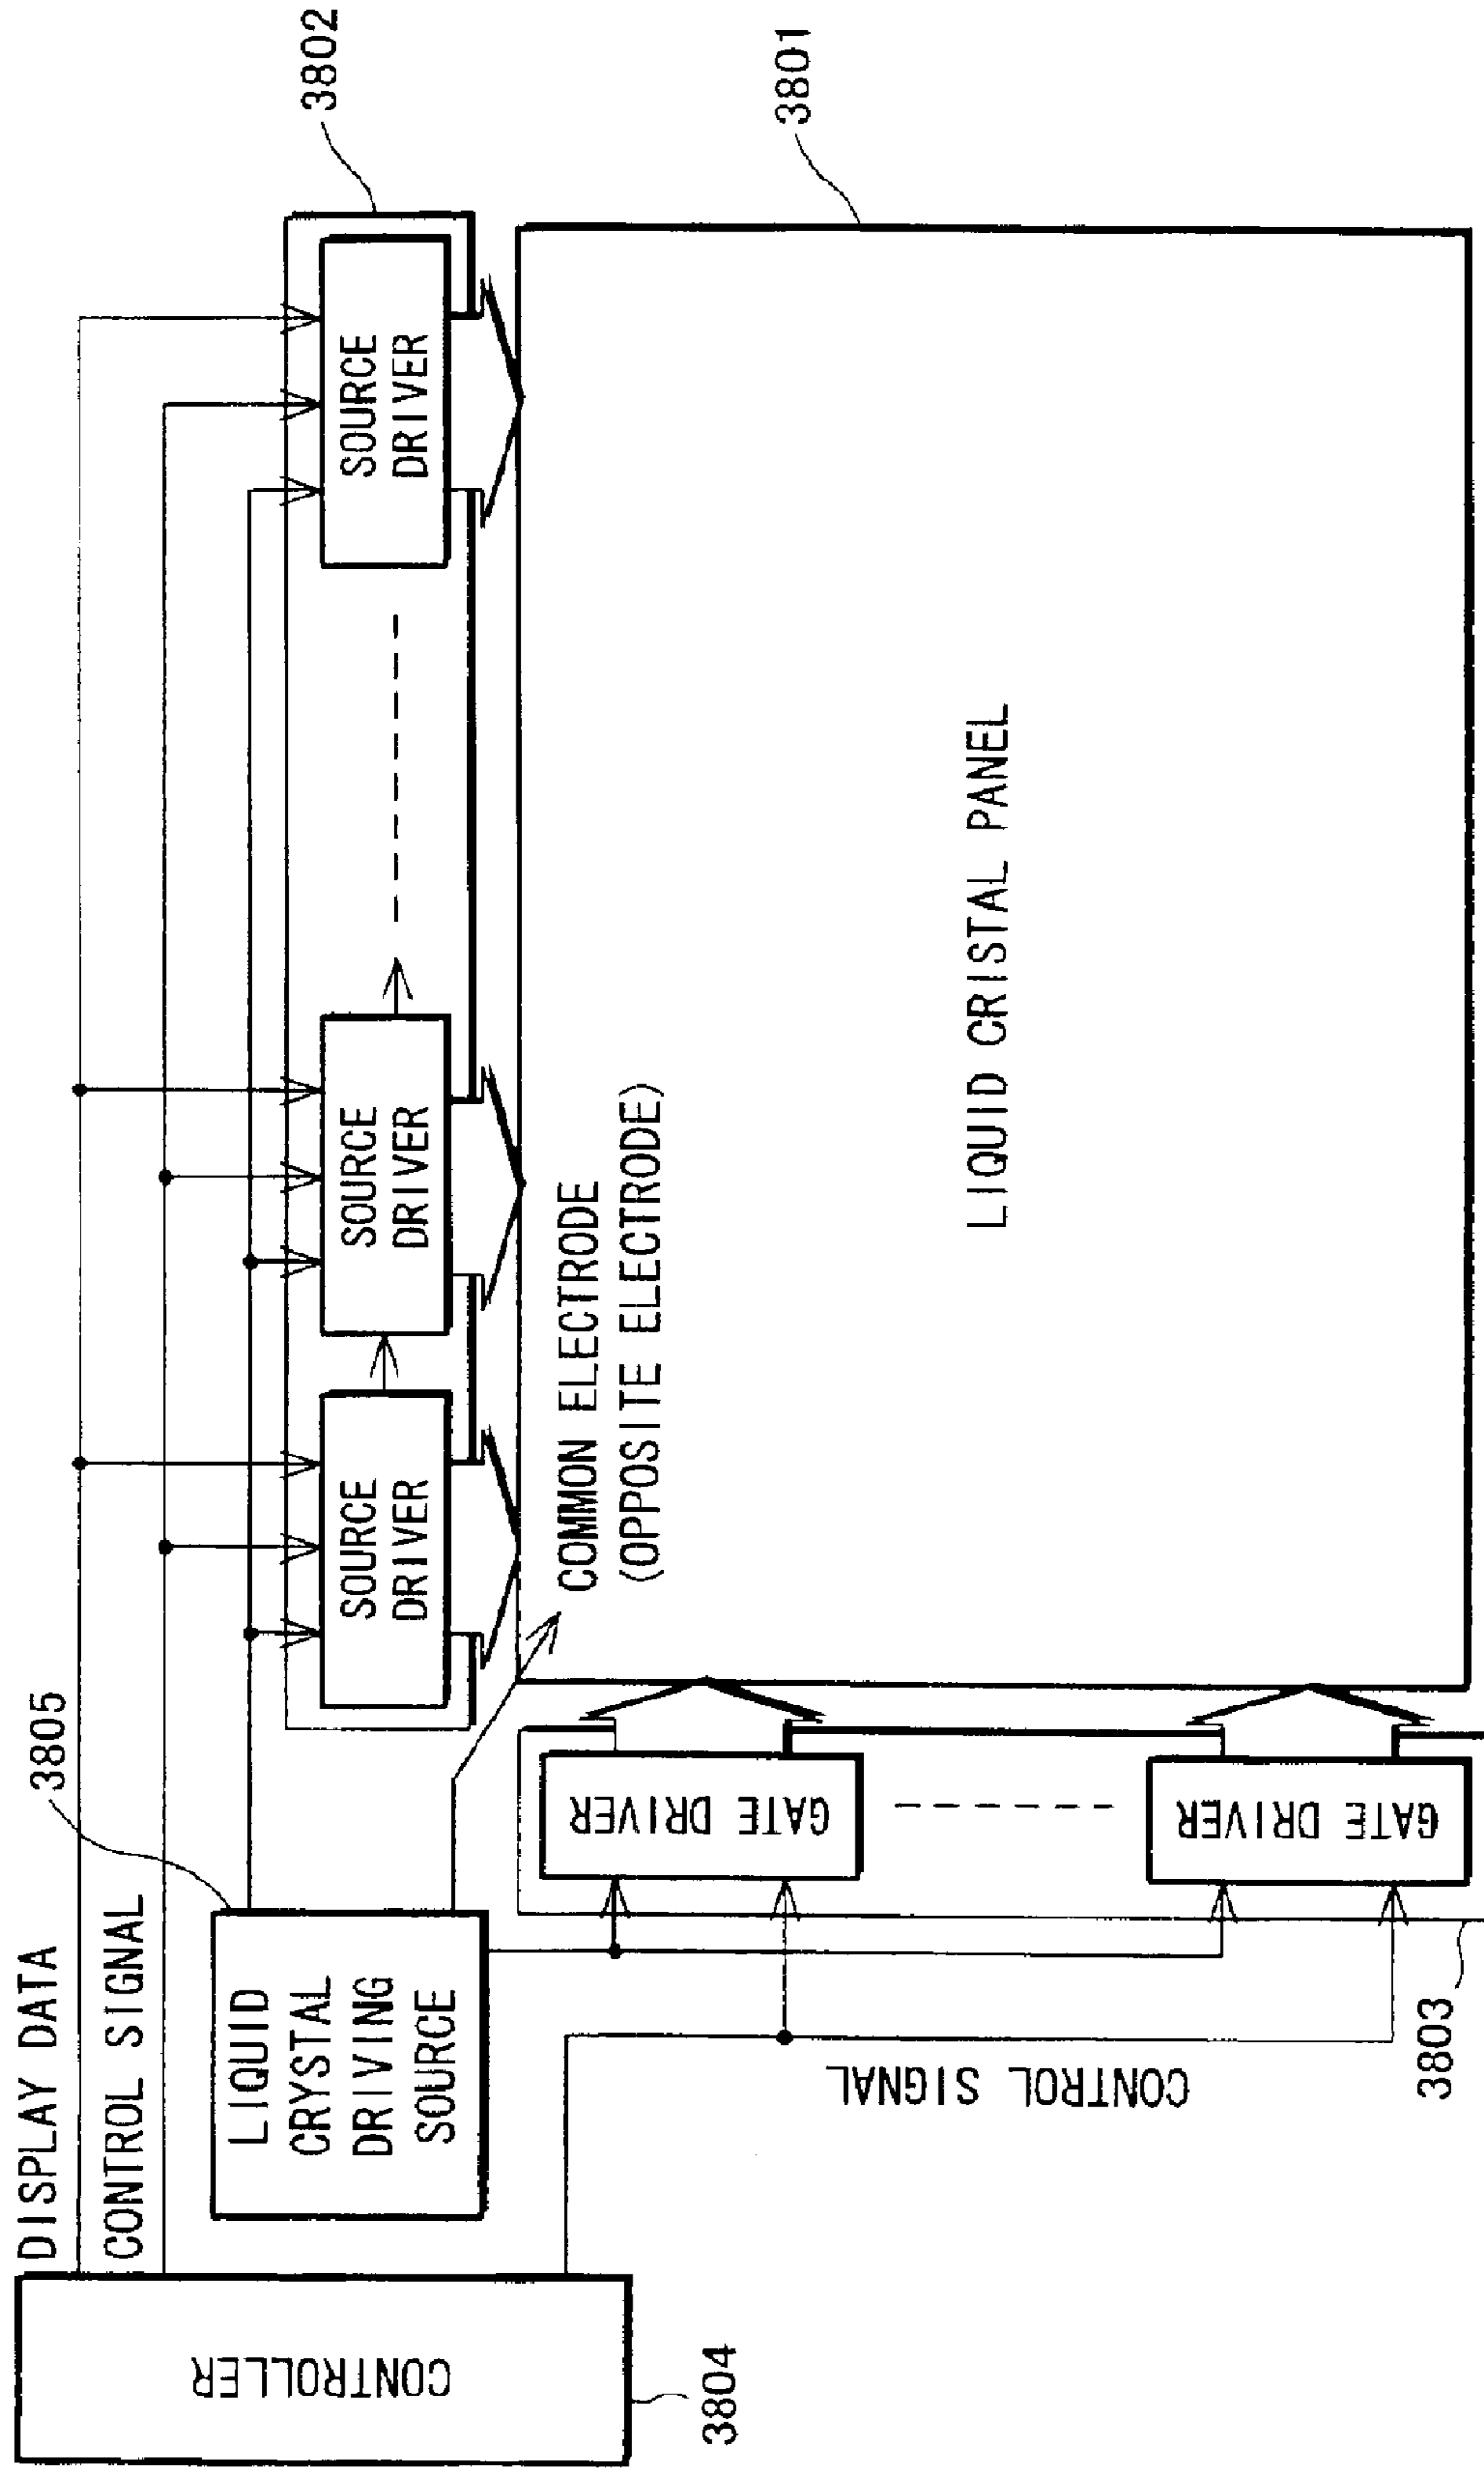 DISPLAY DATA
CONTROL SIGNAL
3805
3802
CONTROLLER
3804
LIQUID
CRYSTAL
DRIVING
SOURCE
SOURCE
DRIVER
SOURCE
DRIVER
SOURCE
DRIVER
3801
COMMON ELECTRODE
(OPPOSITE ELECTRODE)
GATE DRIVER
GATE DRIVER
CONTROL SIGNAL
3803
LIQUID CRISTAL PANEL